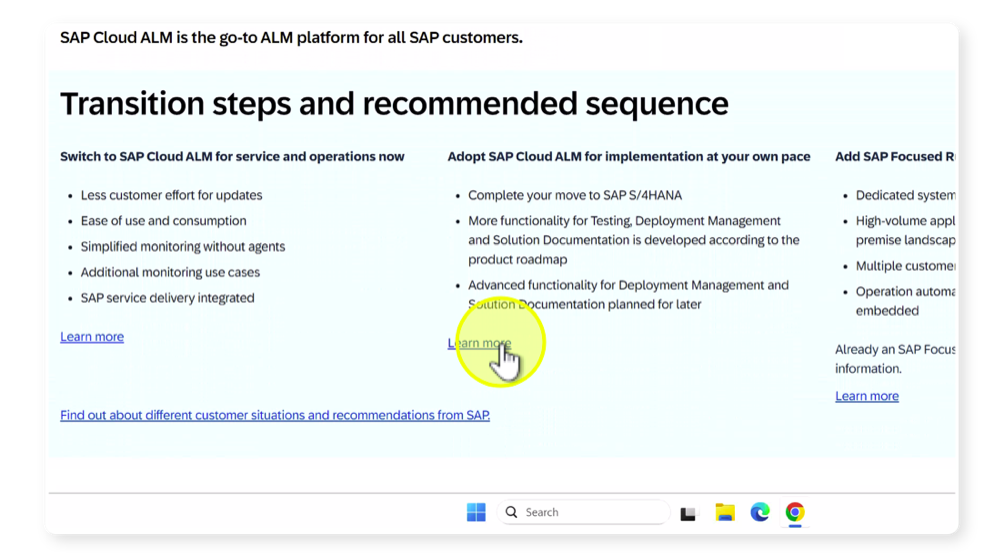 SAP Cloud ALM is the go-to ALM platform for all SAP customers.
Transition steps and recommended sequence
Switch to SAP Cloud ALM for service and operations now
• Less customer effort for updates
• Ease of use and consumption
• Simplified monitoring without agents
• Additional monitoring use cases
• SAP service delivery integrated
Learn more
Adopt SAP Cloud ALM for implementation at your own pace
• Complete your move to SAP S/4HANA
• More functionality for Testing, Deployment Management
and Solution Documentation is developed according to the
product roadmap
• Advanced functionality for Deployment Management and
Solution Documentation planned for later
Learn more
Add SAP Focused R
• Dedicated system
• High-volume appl
premise landscap
• Multiple customer
• Operation automa
embedded
Already an SAP Focus
information.
Learn more
Find out about different customer situations and recommendations from SAP.
Search